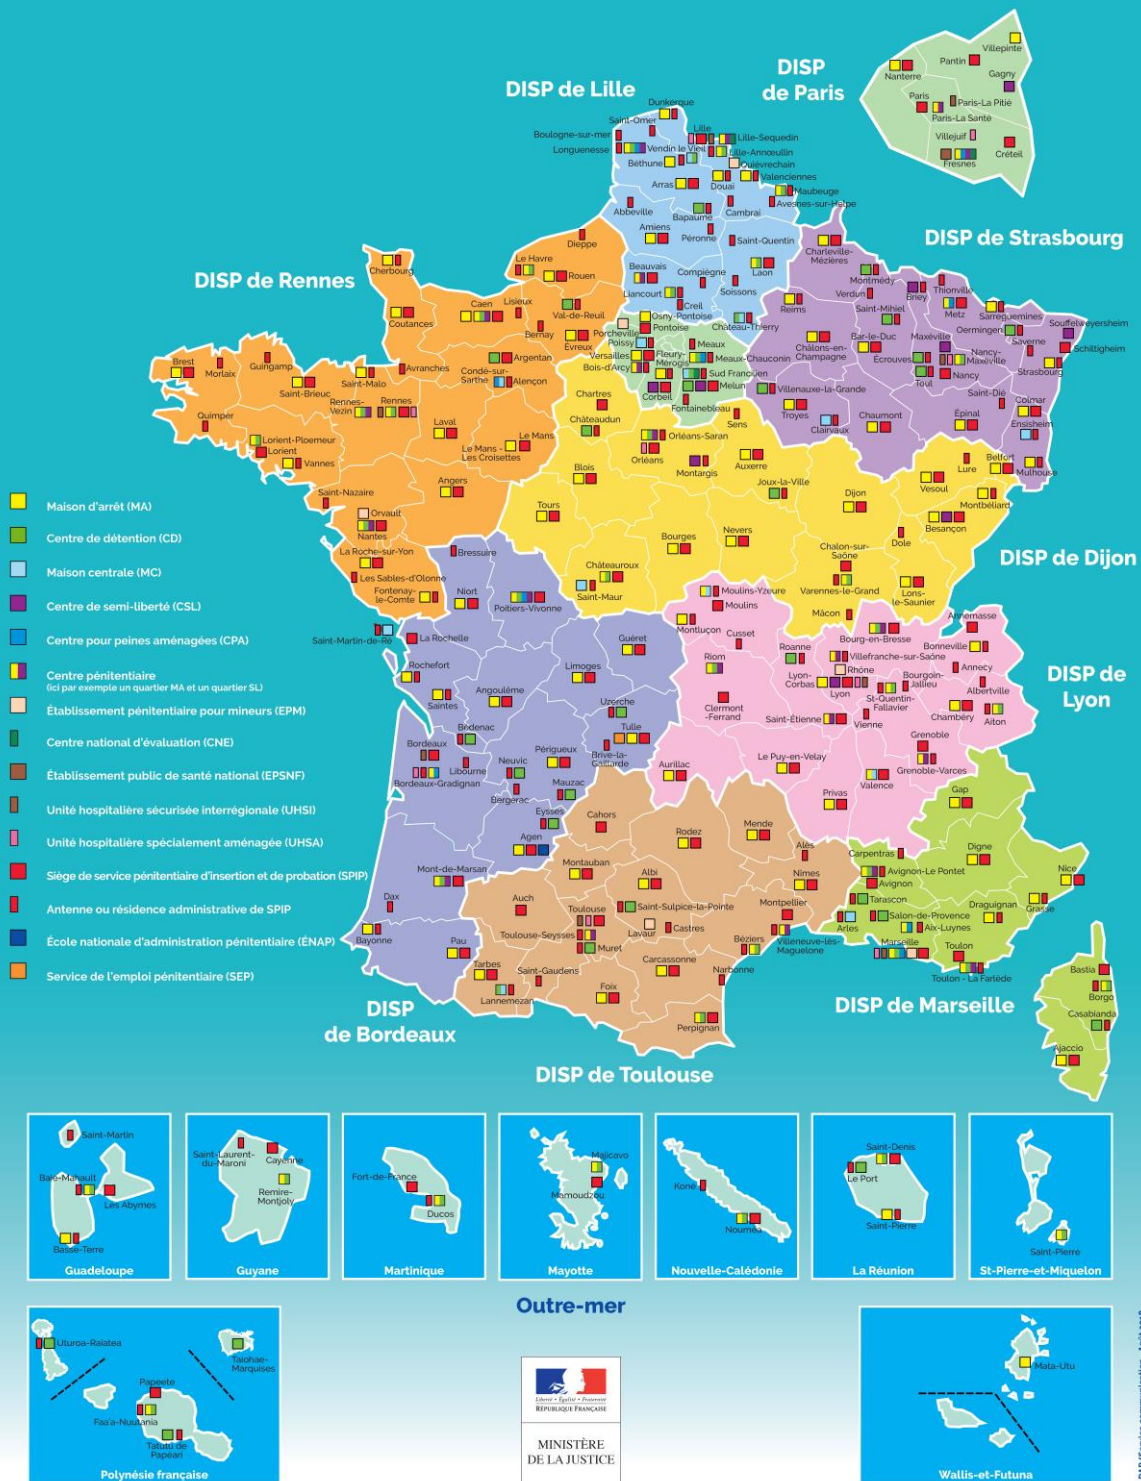 DISP
de Paris
Villepinte
Nanterre
Pantin
Gagny
Paris
Paris-La Pitié
Paris-La Santé
Villejuif
Fresnes
Créteil
DISP de Lille
Dunkerque
Saint-Omer
Boulogne-sur-mer
Longuenesse
Lille
Lille-Sequedin
Vendin le Vieil
Lille-Annœullin
Béthune
Quiévrechain
Arras
Douai
Valenciennes
Maubeuge
Avesnes-sur-Helpe
Abbeville
Bapaume
Cambrai
Amiens
Péronne
Saint-Quentin
Beauvais
Compiègne
Laon
Liancourt
Creil
Soissons
Château-Thierry
DISP de Strasbourg
Charleville-
Mézières
Montmédy
Verdun
Briey
Thionville
Metz
Sarreguemines
Reims
Saint-Mihiel
Oermingen
Souffelweyersheim
Châlons-en-
Champagne
Bar-le-Duc
Maxéville
Nancy-
Maxéville
Saverne
Schiltigheim
Écrouves
Toul
Nancy
Strasbourg
Villenauxe-la-Grande
Troyes
Clairvaux
Chaumont
Épinal
Saint-Dié
Colmar
Ensisheim
Mulhouse
DISP de Rennes
Dieppe
Cherbourg
Le Havre
Rouen
Coutances
Caen
Lisieux
Val-de-Reuil
Bernay
Évreux
Argentan
Brest
Morlaix
Guingamp
Saint-Brieuc
Saint-Malo
Avranches
Condé-sur-
Sarthe
Alençon
Quimper
Rennes-
Vezin
Rennes
Laval
Le Mans
Le Mans -
Les Croisettes
Lorient-Ploemeur
Lorient
Vannes
Angers
Saint-Nazaire
Orvault
Nantes
La Roche-sur-Yon
Les Sables-d'Olonne
Fontenay-
le-Comte
Osny-Pontoise
Pontoise
Porcheville
Poissy
Meaux
Versailles
Fleury-
Mérogis
Meaux-Chauconin
Bois-d'Arcy
Sud Francilien
Corbeil
Melun
Fontainebleau
Chartres
Châteaudun
Sens
Orléans-Saran
Orléans
Montargis
Auxerre
Blois
Joux-la-Ville
Dijon
Tours
Bourges
Nevers
Vesoul
Lure
Belfort
Montbéliard
Besançon
Dole
DISP de Dijon
Châteauroux
Saint-Maur
Chalon-sur-
Saône
Varennes-le-Grand
Lons-
le-Saunier
Mâcon
Maison d'arrêt (MA)
Centre de détention (CD)
Maison centrale (MC)
Centre de semi-liberté (CSL)
Centre pour peines aménagées (CPA)
Centre pénitentiaire
(ici par exemple un quartier MA et un quartier SL)
Établissement pénitentiaire pour mineurs (EPM)
Centre national d'évaluation (CNE)
Établissement public de santé national (EPSNF)
Unité hospitalière sécurisée interrégionale (UHSI)
Unité hospitalière spécialement aménagée (UHSA)
Siège de service pénitentiaire d'insertion et de probation (SPIP)
Antenne ou résidence administrative de SPIP
École nationale d'administration pénitentiaire (ÉNAP)
Service de l'emploi pénitentiaire (SEP)
Bressuire
Niort
Poitiers-Vivonne
Saint-Martin-de-Ré
La Rochelle
Rochefort
Saintes
Guéret
Limoges
Angoulême
Uzerche
Bedenac
Tulle
Bordeaux
Bordeaux-Gradignan
Libourne
Périgueux
Brive-la-
Gaillarde
Neuvic
Bergerac
Mauzac
Eysses
Agen
Mont-de-Marsan
Dax
Bayonne
Pau
DISP
de Bordeaux
Moulins-Yzeure
Moulins
Montluçon
Cusset
Riom
Roanne
Bourg-en-Bresse
Annemasse
Bonneville
Villefranche-sur-Saône
Rhône
Lyon-
Corbas
Lyon
Bourgoin-
Jallieu
Annecy
Albertville
St-Quentin-
Fallavier
Chambéry
Aiton
Clermont
-Ferrand
Saint-Étienne
Vienne
Grenoble
Grenoble-Varces
Le Puy-en-Velay
Aurillac
Valence
Privas
DISP de
Lyon
Cahors
Rodez
Mende
Montauban
Albi
Alès
Nîmes
Auch
Toulouse
Saint-Sulpice-la-Pointe
Toulouse-Seysses
Lavaur
Castres
Muret
Montpellier
Villeneuve-lès-
Maguelone
Béziers
Tarbes
Lannemezan
Saint-Gaudens
Carcassonne
Narbonne
Foix
Perpignan
DISP de Toulouse
Gap
Digne
Carpentras
Avignon-Le Pontet
Avignon
Tarascon
Salon-de-Provence
Arles
Aix-Luynes
Marseille
Nice
Grasse
Draguignan
Toulon
Toulon - La Farlède
DISP de Marseille
Bastia
Borgo
Casabianda
Ajaccio
Saint-Martin
Baie-Mahault
Les Abymes
Basse-Terre
Guadeloupe
Saint-Laurent-
du-Maroni
Cayenne
Remire-
Montjoly
Guyane
Fort-de-France
Ducos
Martinique
Majicavo
Mamoudzou
Mayotte
Koné
Nouméa
Nouvelle-Calédonie
Saint-Denis
Le Port
Saint-Pierre
La Réunion
Saint-Pierre
St-Pierre-et-Miquelon
Outre-mer
Uturoa-Raiatea
Taiohae-
Marquises
Papeete
Faa'a-Nuutania
Tatutu de
Papeari
Polynésie française
Liberté • Égalité • Fraternité
RÉPUBLIQUE FRANÇAISE
MINISTÈRE
DE LA JUSTICE
Mata-Utu
Wallis-et-Futuna